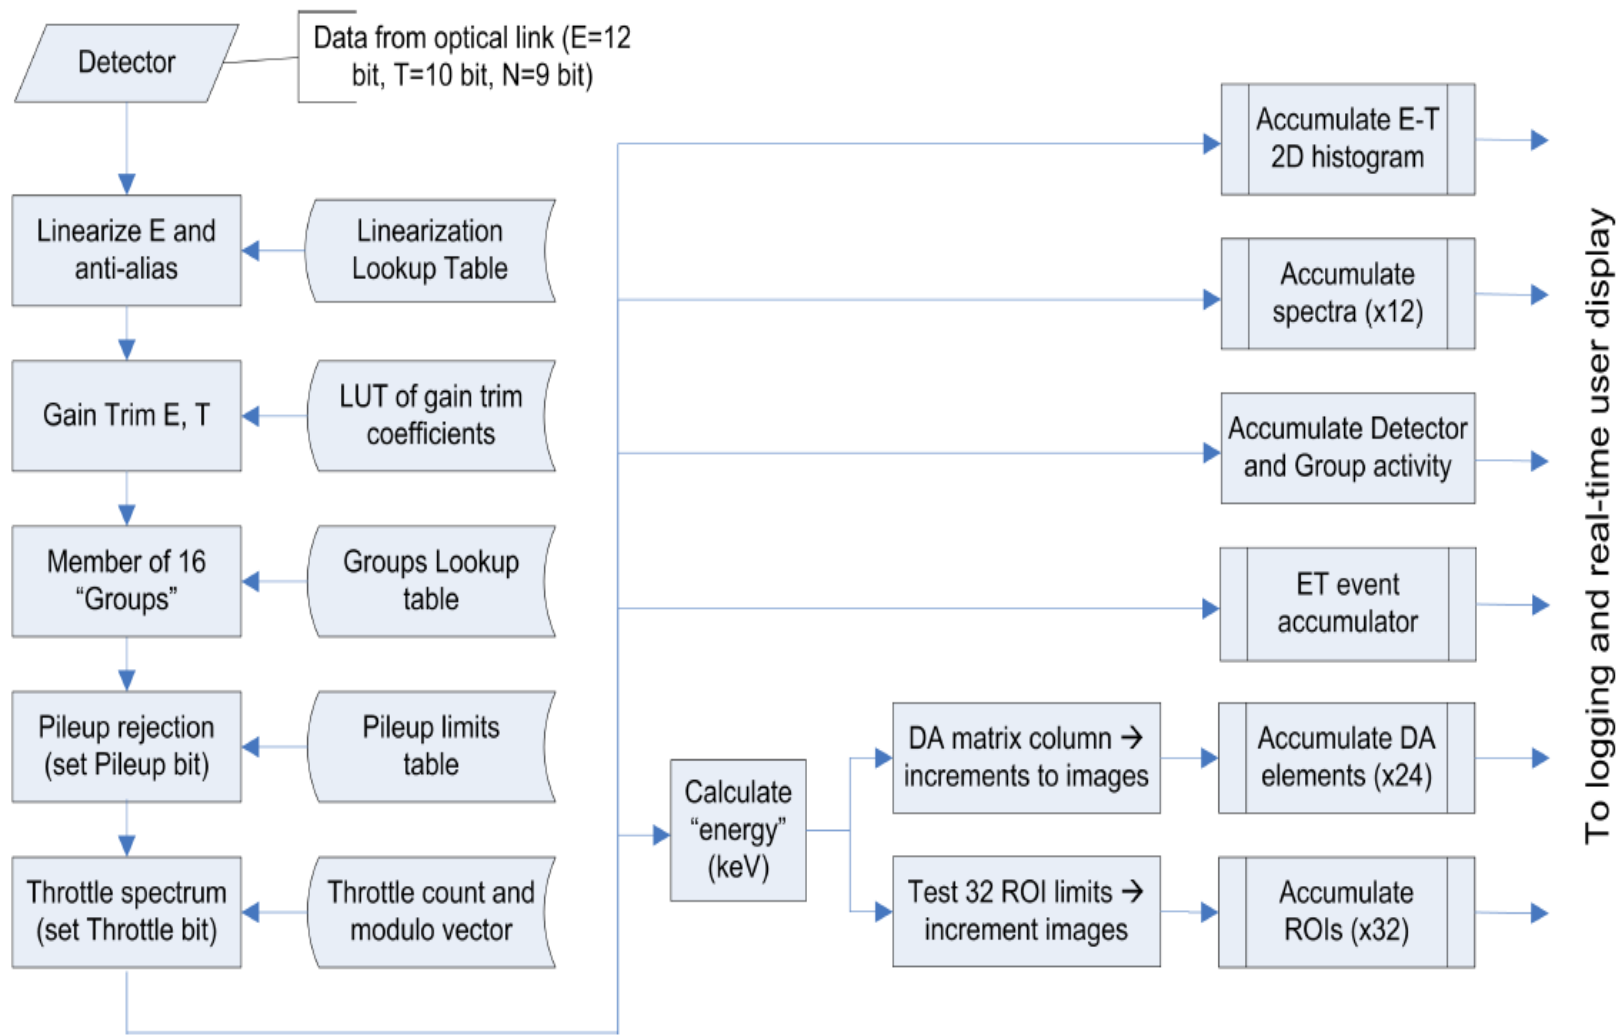 Detector
Data from optical link (E=12
bit, T=10 bit, N=9 bit)
Linearize E and
anti-alias
Linearization
Lookup Table
Gain Trim E, T
LUT of gain trim
coefficients
Member of 16
“Groups”
Groups Lookup
table
Pileup rejection
(set Pileup bit)
Pileup limits
table
Throttle spectrum
(set Throttle bit)
Throttle count and
modulo vector
Accumulate E-T
2D histogram
Accumulate
spectra (x12)
Accumulate Detector
and Group activity
ET event
accumulator
Calculate
“energy”
(keV)
DA matrix column →
increments to images
Accumulate DA
elements (x24)
Test 32 ROI limits →
increment images
Accumulate
ROIs (x32)
To logging and real-time user display